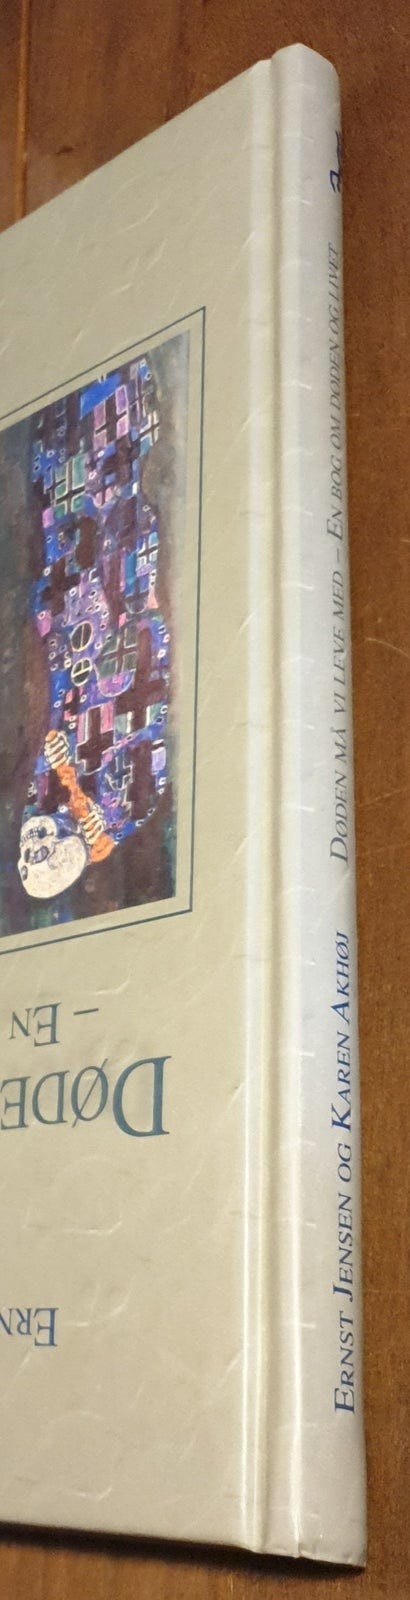 ERNST JENSEN OG KAREN AKHØJ DØDEN MÅ VI LEVE MED – EN BOG OM DØDEN OG LIVET
ERN
DØDE
– EN